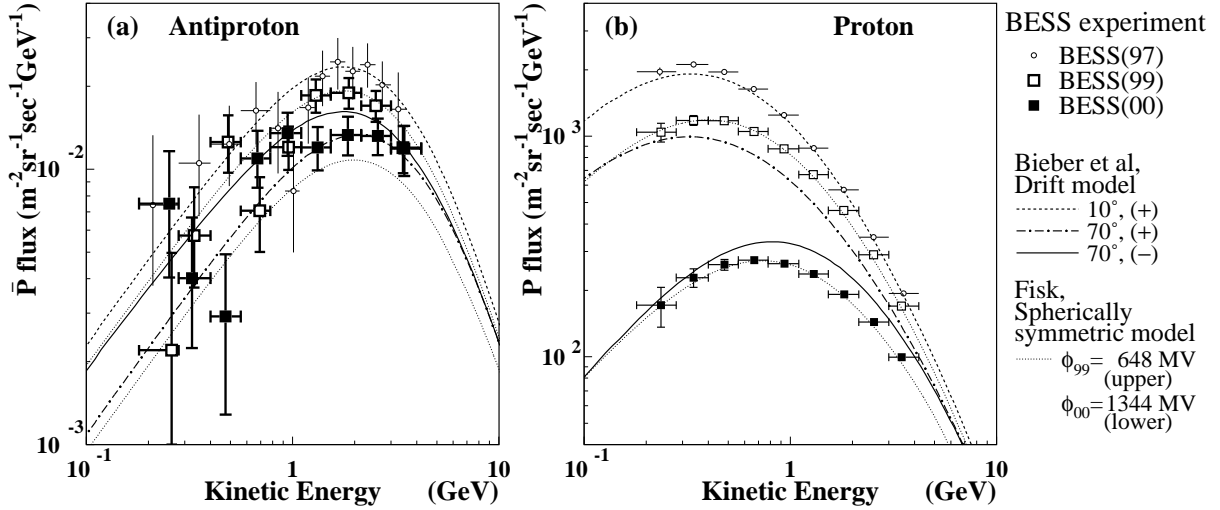 (a) Antiproton
P̄ flux (m⁻²sr⁻¹sec⁻¹GeV⁻¹)
10⁻²
10⁻³
10⁻¹ 1 10
Kinetic Energy (GeV)
(b) Proton
P flux (m⁻²sr⁻¹sec⁻¹GeV⁻¹)
10³
10²
10⁻¹ 1 10
Kinetic Energy (GeV)
BESS experiment
BESS(97)
BESS(99)
BESS(00)
Bieber et al,
Drift model
10°, (+)
70°, (+)
70°, (−)
Fisk,
Spherically
symmetric model
ϕ₉₉= 648 MV
(upper)
ϕ₀₀=1344 MV
(lower)